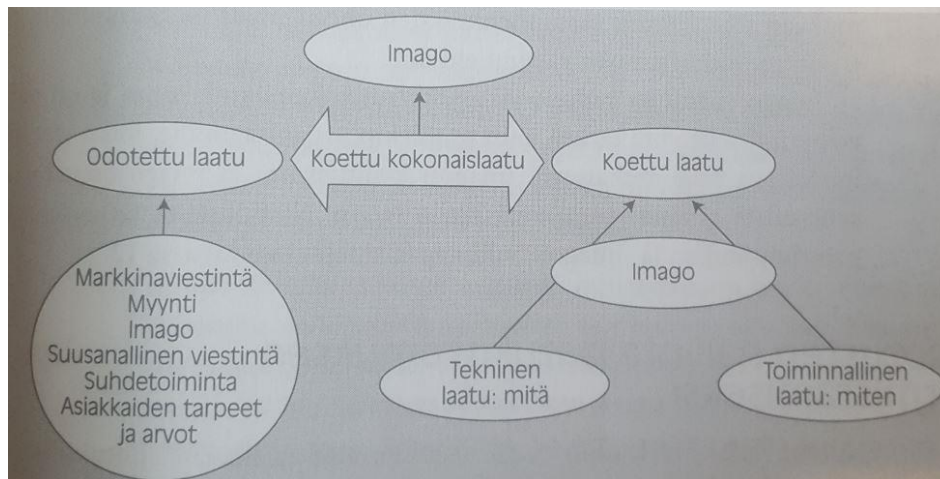 Imago
Odotettu laatu
Koettu kokonaislaatu
Koettu laatu
Markkinaviestintä
Myynti
Imago
Suusanallinen viestintä
Suhdetoiminta
Asiakkaiden tarpeet
ja arvot
Imago
Tekninen
laatu: mitä
Toiminnallinen
laatu: miten